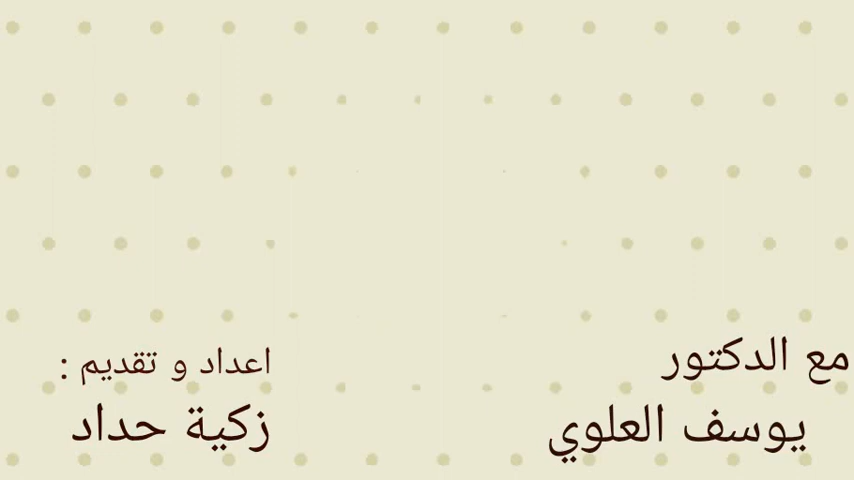 مع الدكتور
يوسف العلوي
اعداد و تقديم :
زكية حداد